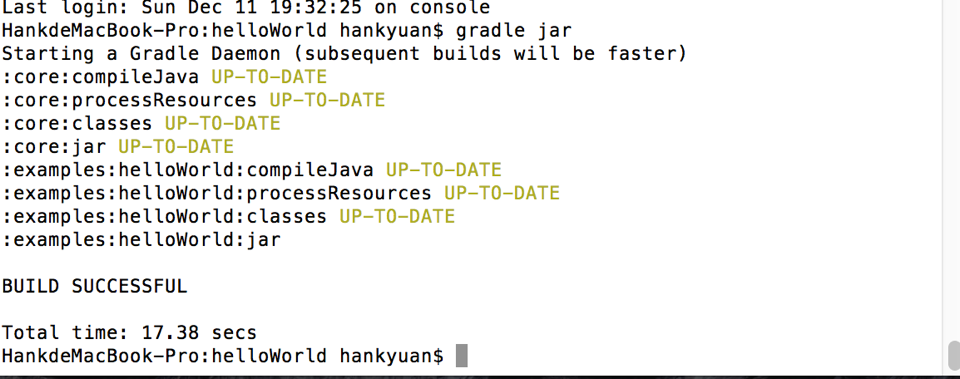 Last login: Sun Dec 11 19:32:25 on console
HankdeMacBook-Pro:helloWorld hankyuan$ gradle jar
Starting a Gradle Daemon (subsequent builds will be faster)
:core:compileJava UP-TO-DATE
:core:processResources UP-TO-DATE
:core:classes UP-TO-DATE
:core:jar UP-TO-DATE
:examples:helloWorld:compileJava UP-TO-DATE
:examples:helloWorld:processResources UP-TO-DATE
:examples:helloWorld:classes UP-TO-DATE
:examples:helloWorld:jar
BUILD SUCCESSFUL
Total time: 17.38 secs
HankdeMacBook-Pro:helloWorld hankyuan$